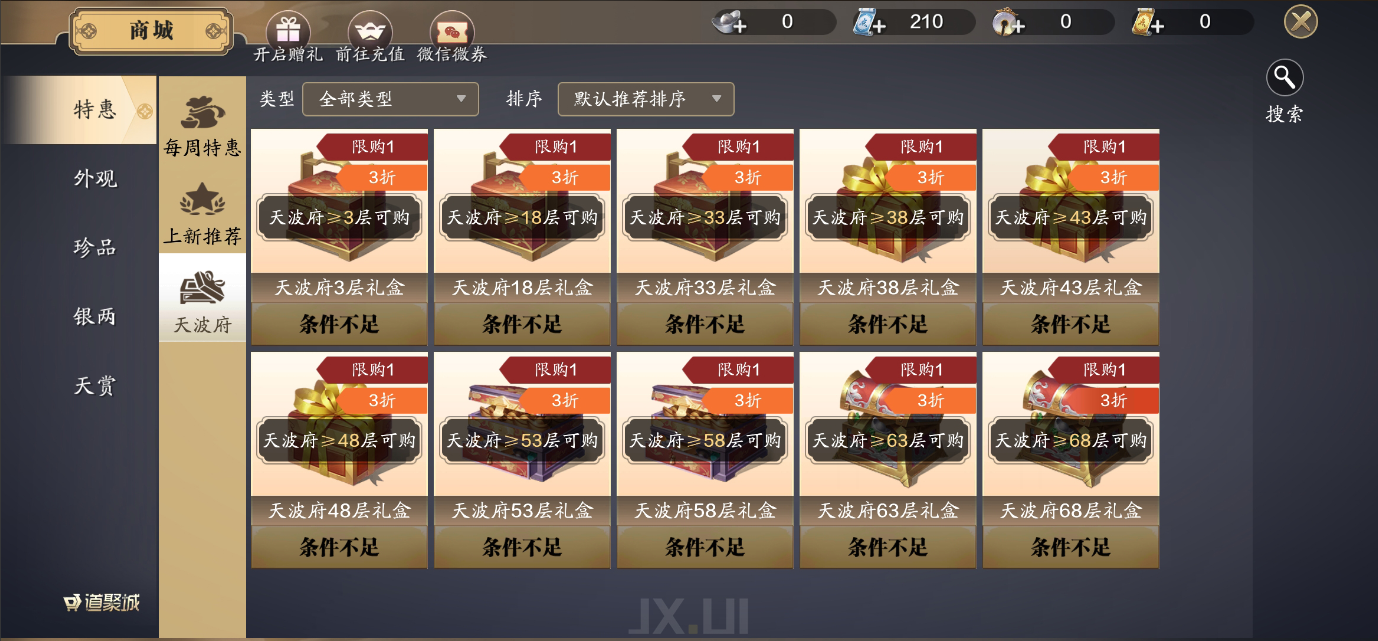 商城
开启赠礼
前往充值
微信微券
0
210
0
0
搜索
特惠
外观
珍品
银两
天赏
道聚城
每周特惠
上新推荐
天波府
类型
全部类型
排序
默认推荐排序
限购1
3折
天波府≥3层可购
天波府3层礼盒
条件不足
限购1
3折
天波府≥18层可购
天波府18层礼盒
条件不足
限购1
3折
天波府≥33层可购
天波府33层礼盒
条件不足
限购1
3折
天波府≥38层可购
天波府38层礼盒
条件不足
限购1
3折
天波府≥43层可购
天波府43层礼盒
条件不足
限购1
3折
天波府≥48层可购
天波府48层礼盒
条件不足
限购1
3折
天波府≥53层可购
天波府53层礼盒
条件不足
限购1
3折
天波府≥58层可购
天波府58层礼盒
条件不足
限购1
3折
天波府≥63层可购
天波府63层礼盒
条件不足
限购1
3折
天波府≥68层可购
天波府68层礼盒
条件不足
JX.UI